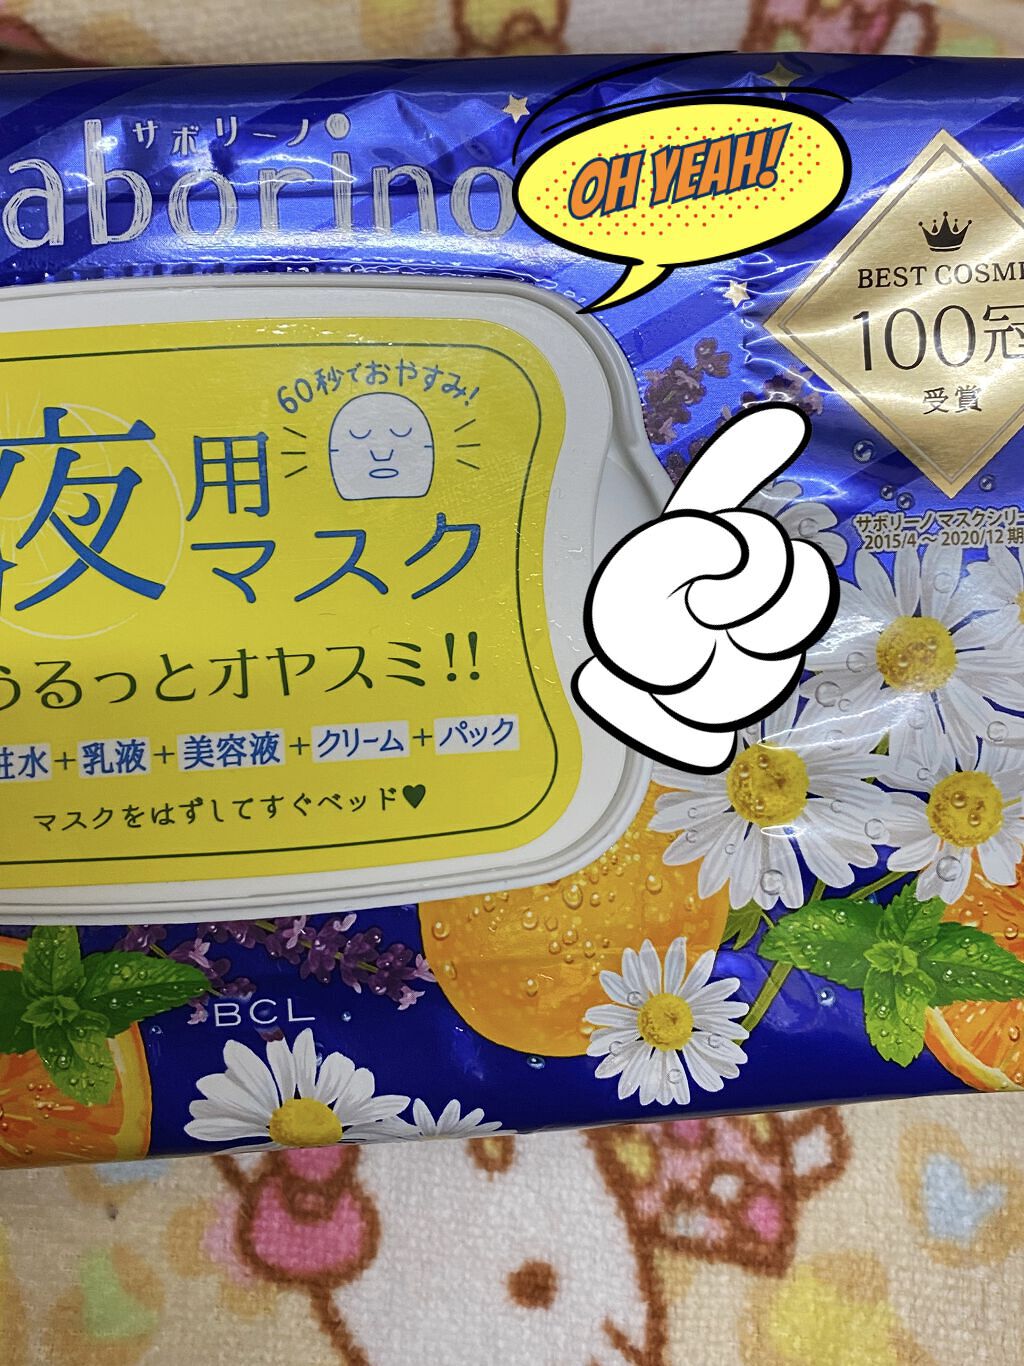 サボリーノ
aborino
OH YEAH!
BEST COSME
100冠
受賞
サボリーノ マスクシリ
2015/4～2020/12 期
60秒でおやすみ!
夜用
マスク
うるっとオヤスミ!!
粧水+乳液+美容液+クリーム+パック
マスクをはずしてすぐベッド♥
BCL